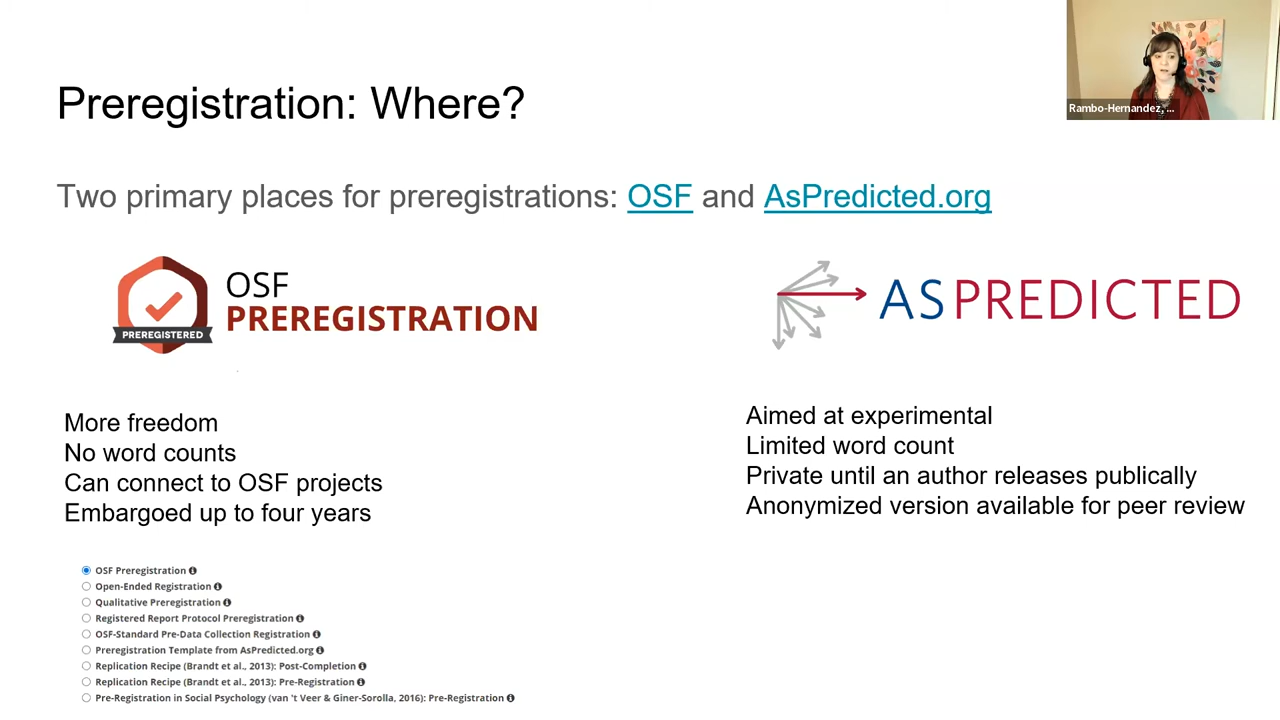 Rambo-Hernandez, ...
Preregistration: Where?
Two primary places for preregistrations: OSF and AsPredicted.org
OSF
PREREGISTRATION
PREREGISTERED
ASPREDICTED
More freedom
No word counts
Can connect to OSF projects
Embargoed up to four years
Aimed at experimental
Limited word count
Private until an author releases publically
Anonymized version available for peer review
OSF Preregistration
Open-Ended Registration
Qualitative Preregistration
Registered Report Protocol Preregistration
OSF-Standard Pre-Data Collection Registration
Preregistration Template from AsPredicted.org
Replication Recipe (Brandt et al., 2013): Post-Completion
Replication Recipe (Brandt et al., 2013): Pre-Registration
Pre-Registration in Social Psychology (van 't Veer & Giner-Sorolla, 2016): Pre-Registration